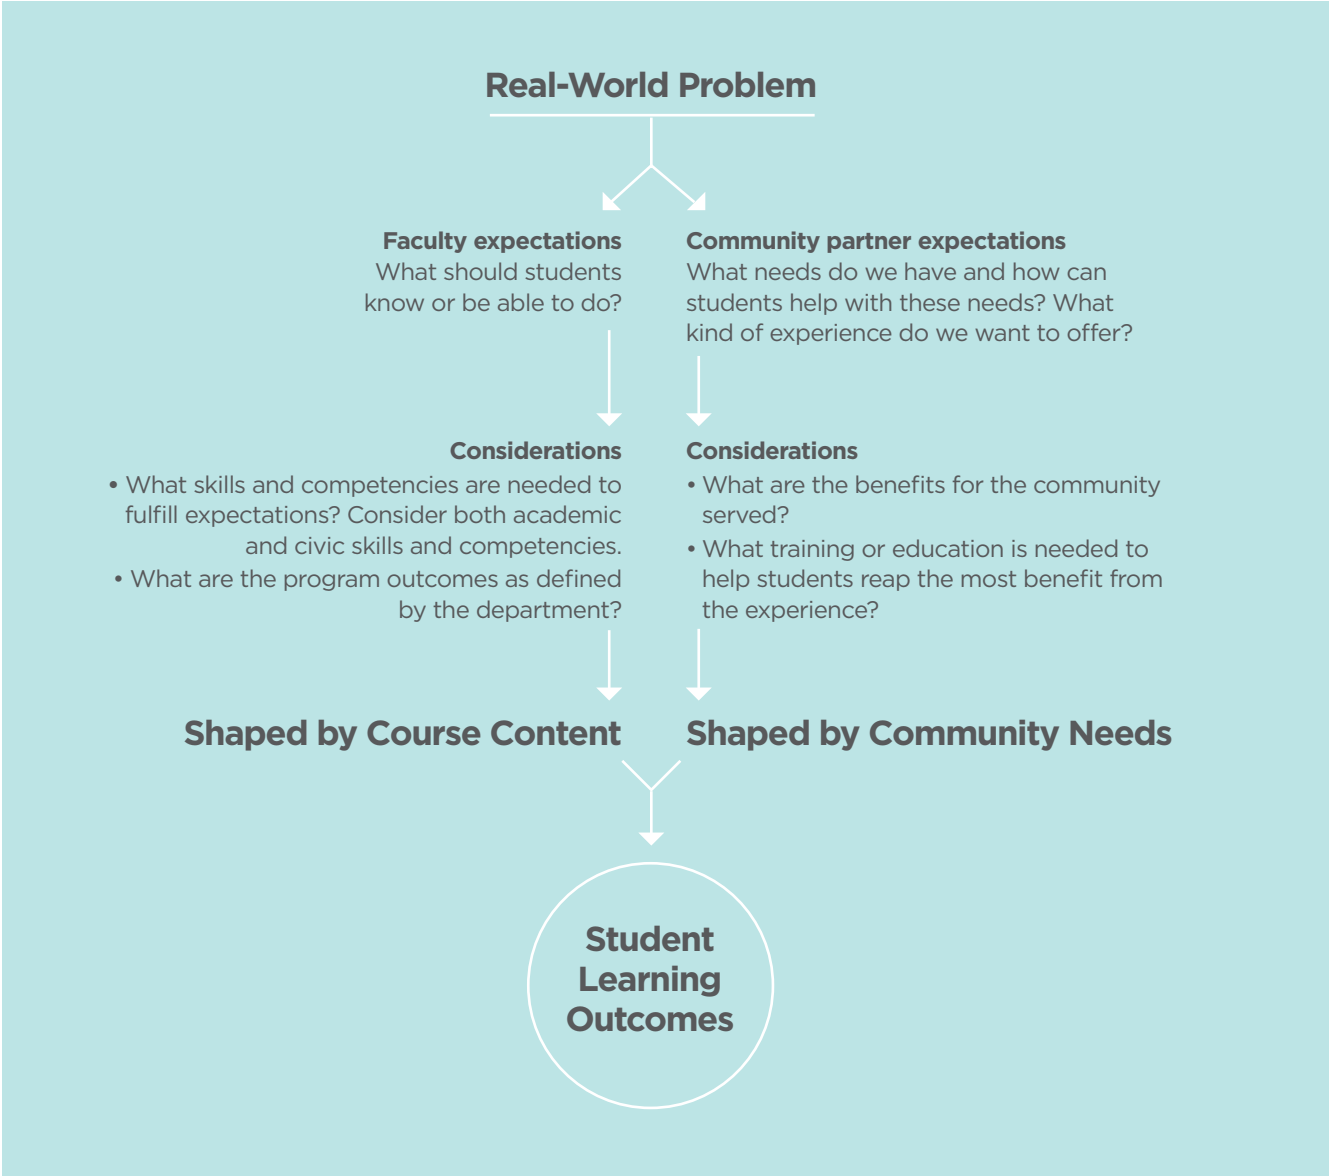 Real-World Problem
Faculty expectations
What should students
know or be able to do?
Community partner expectations
What needs do we have and how can
students help with these needs? What
kind of experience do we want to offer?
Considerations
• What skills and competencies are needed to
fulfill expectations? Consider both academic
and civic skills and competencies.
• What are the program outcomes as defined
by the department?
Considerations
• What are the benefits for the community
served?
• What training or education is needed to
help students reap the most benefit from
the experience?
Shaped by Course Content
Shaped by Community Needs
Student
Learning
Outcomes